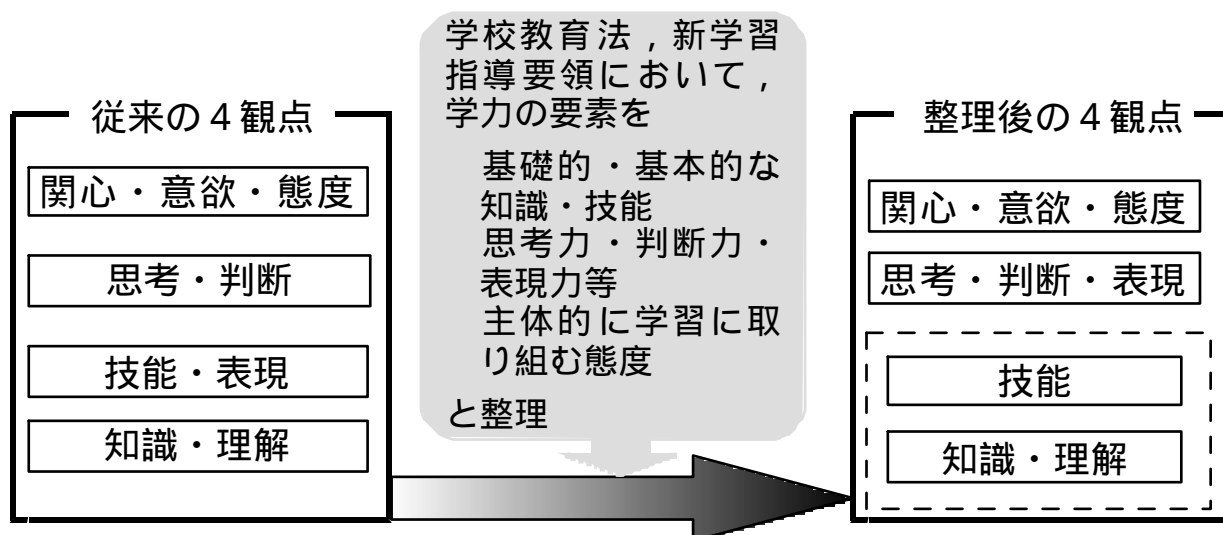 従来の４観点
関心・意欲・態度
思考・判断
技能・表現
知識・理解
学校教育法，新学習
指導要領において，
学力の要素を
基礎的・基本的な
知識・技能
思考力・判断力・
表現力等
主体的に学習に取
り組む態度
と整理
整理後の４観点
関心・意欲・態度
思考・判断・表現
技能
知識・理解